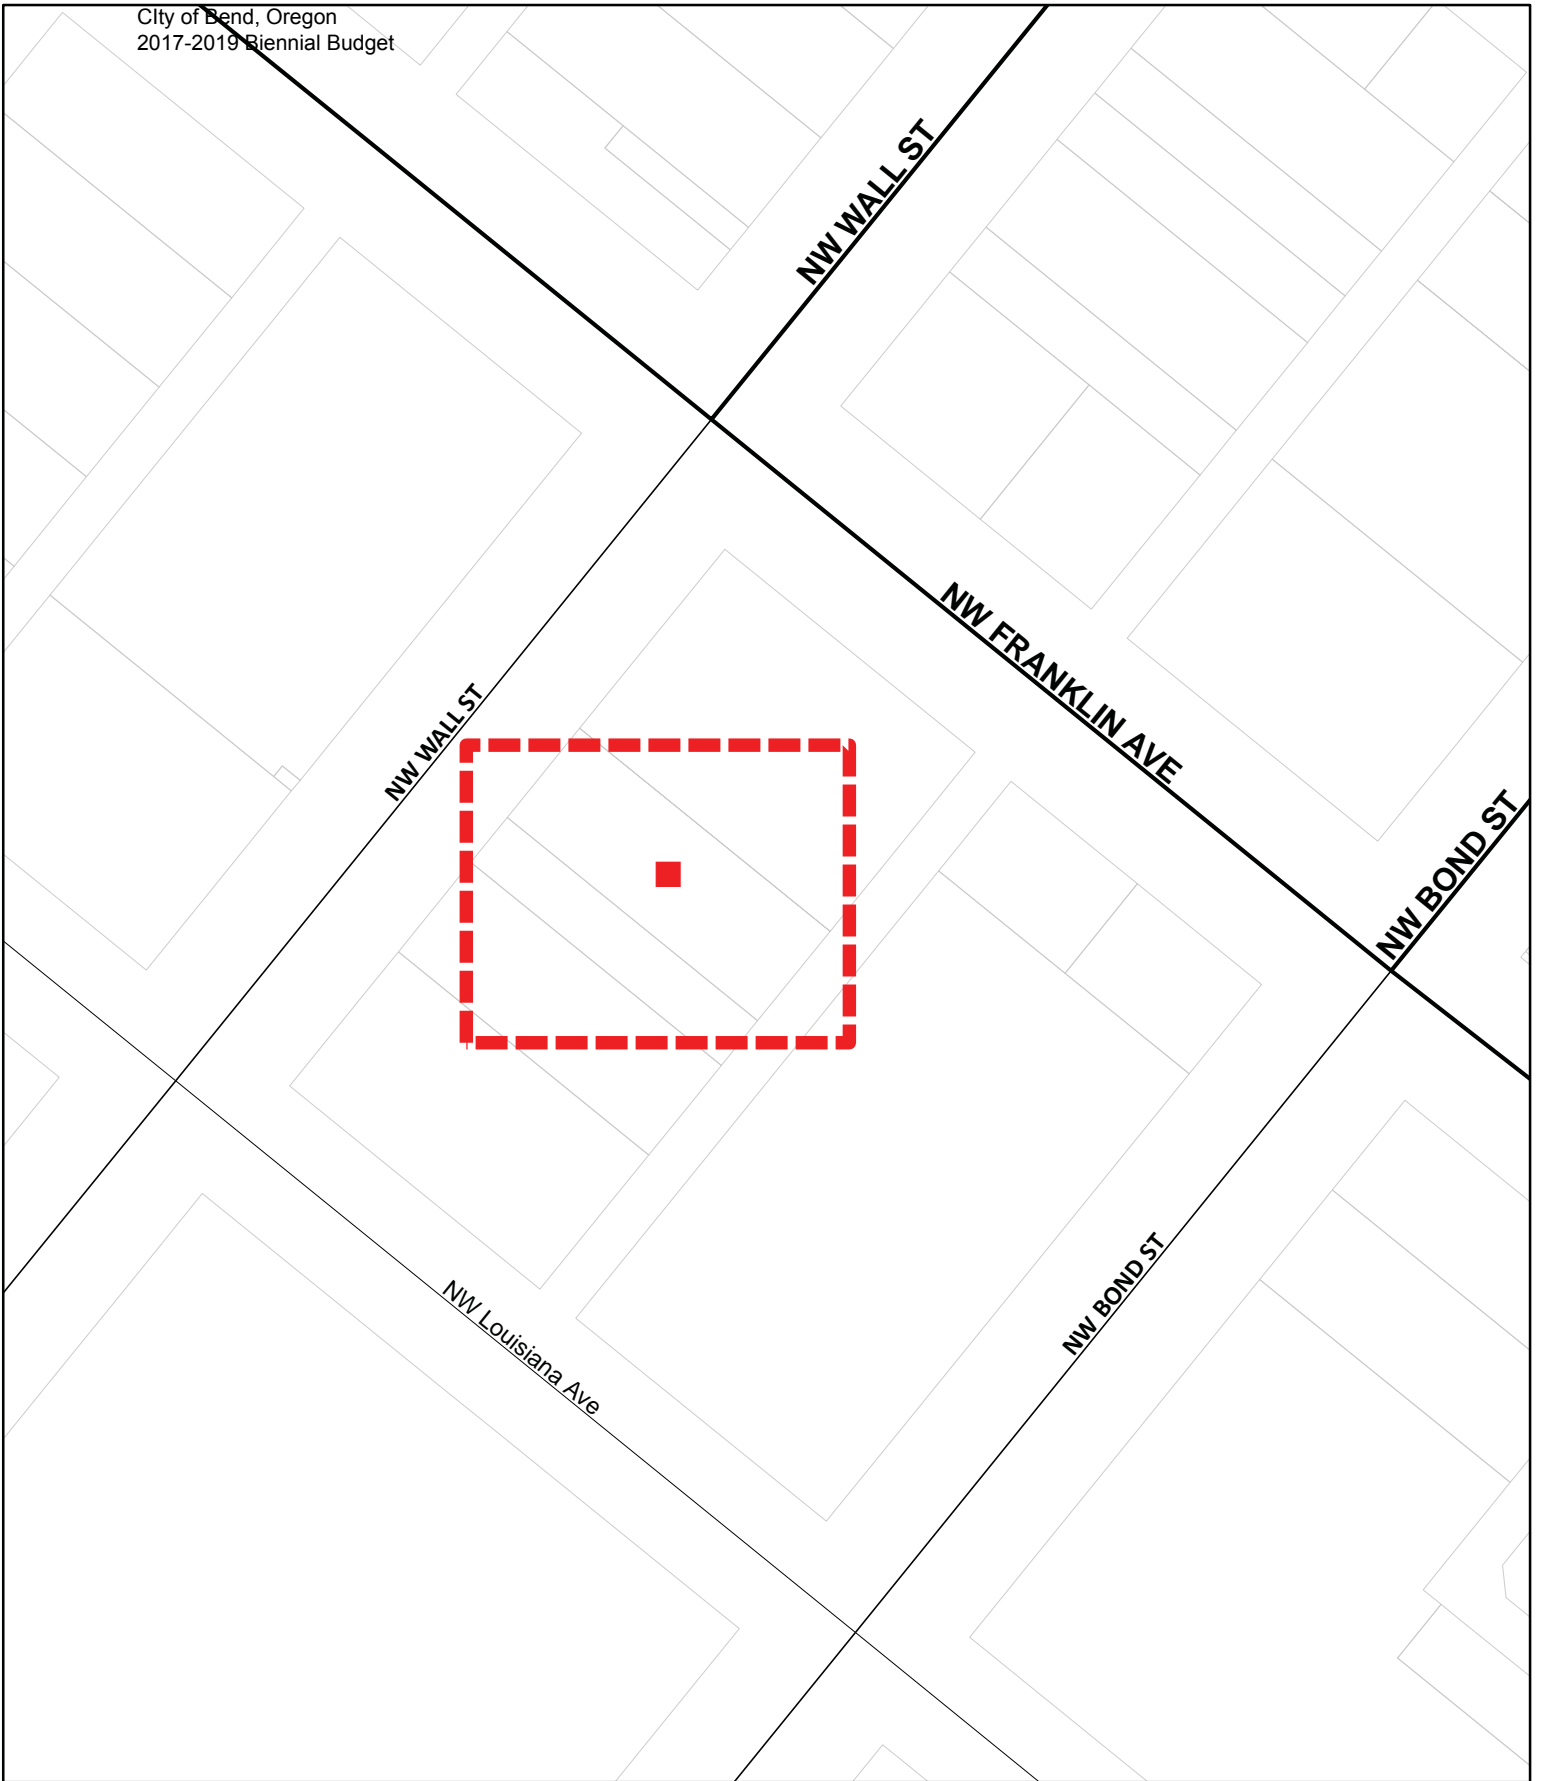 CIty of Bend, Oregon
2017-2019 Biennial Budget
NW WALL ST
NW FRANKLIN AVE
NW WALL ST
NW BOND ST
NW BOND ST
NW Louisiana Ave